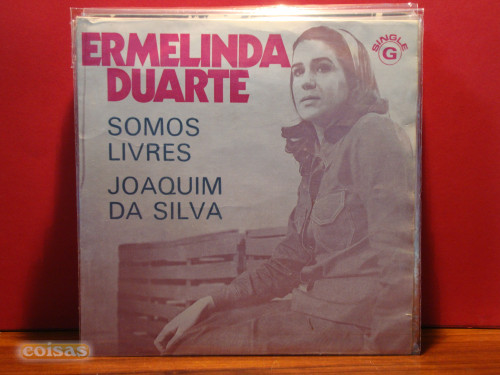 ERMELINDA
DUARTE
SOMOS
LIVRES
JOAQUIM
DA SILVA
SINGLE
G
coisas